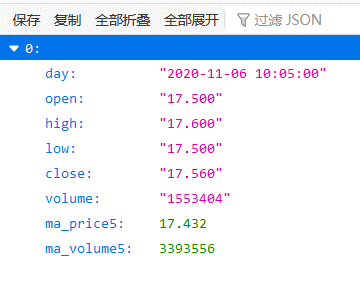 保存 复制 全部折叠 全部展开 过滤 JSON
0:
day: "2020-11-06 10:05:00"
open: "17.500"
high: "17.600"
low: "17.500"
close: "17.560"
volume: "1553404"
ma_price5: 17.432
ma_volume5: 3393556